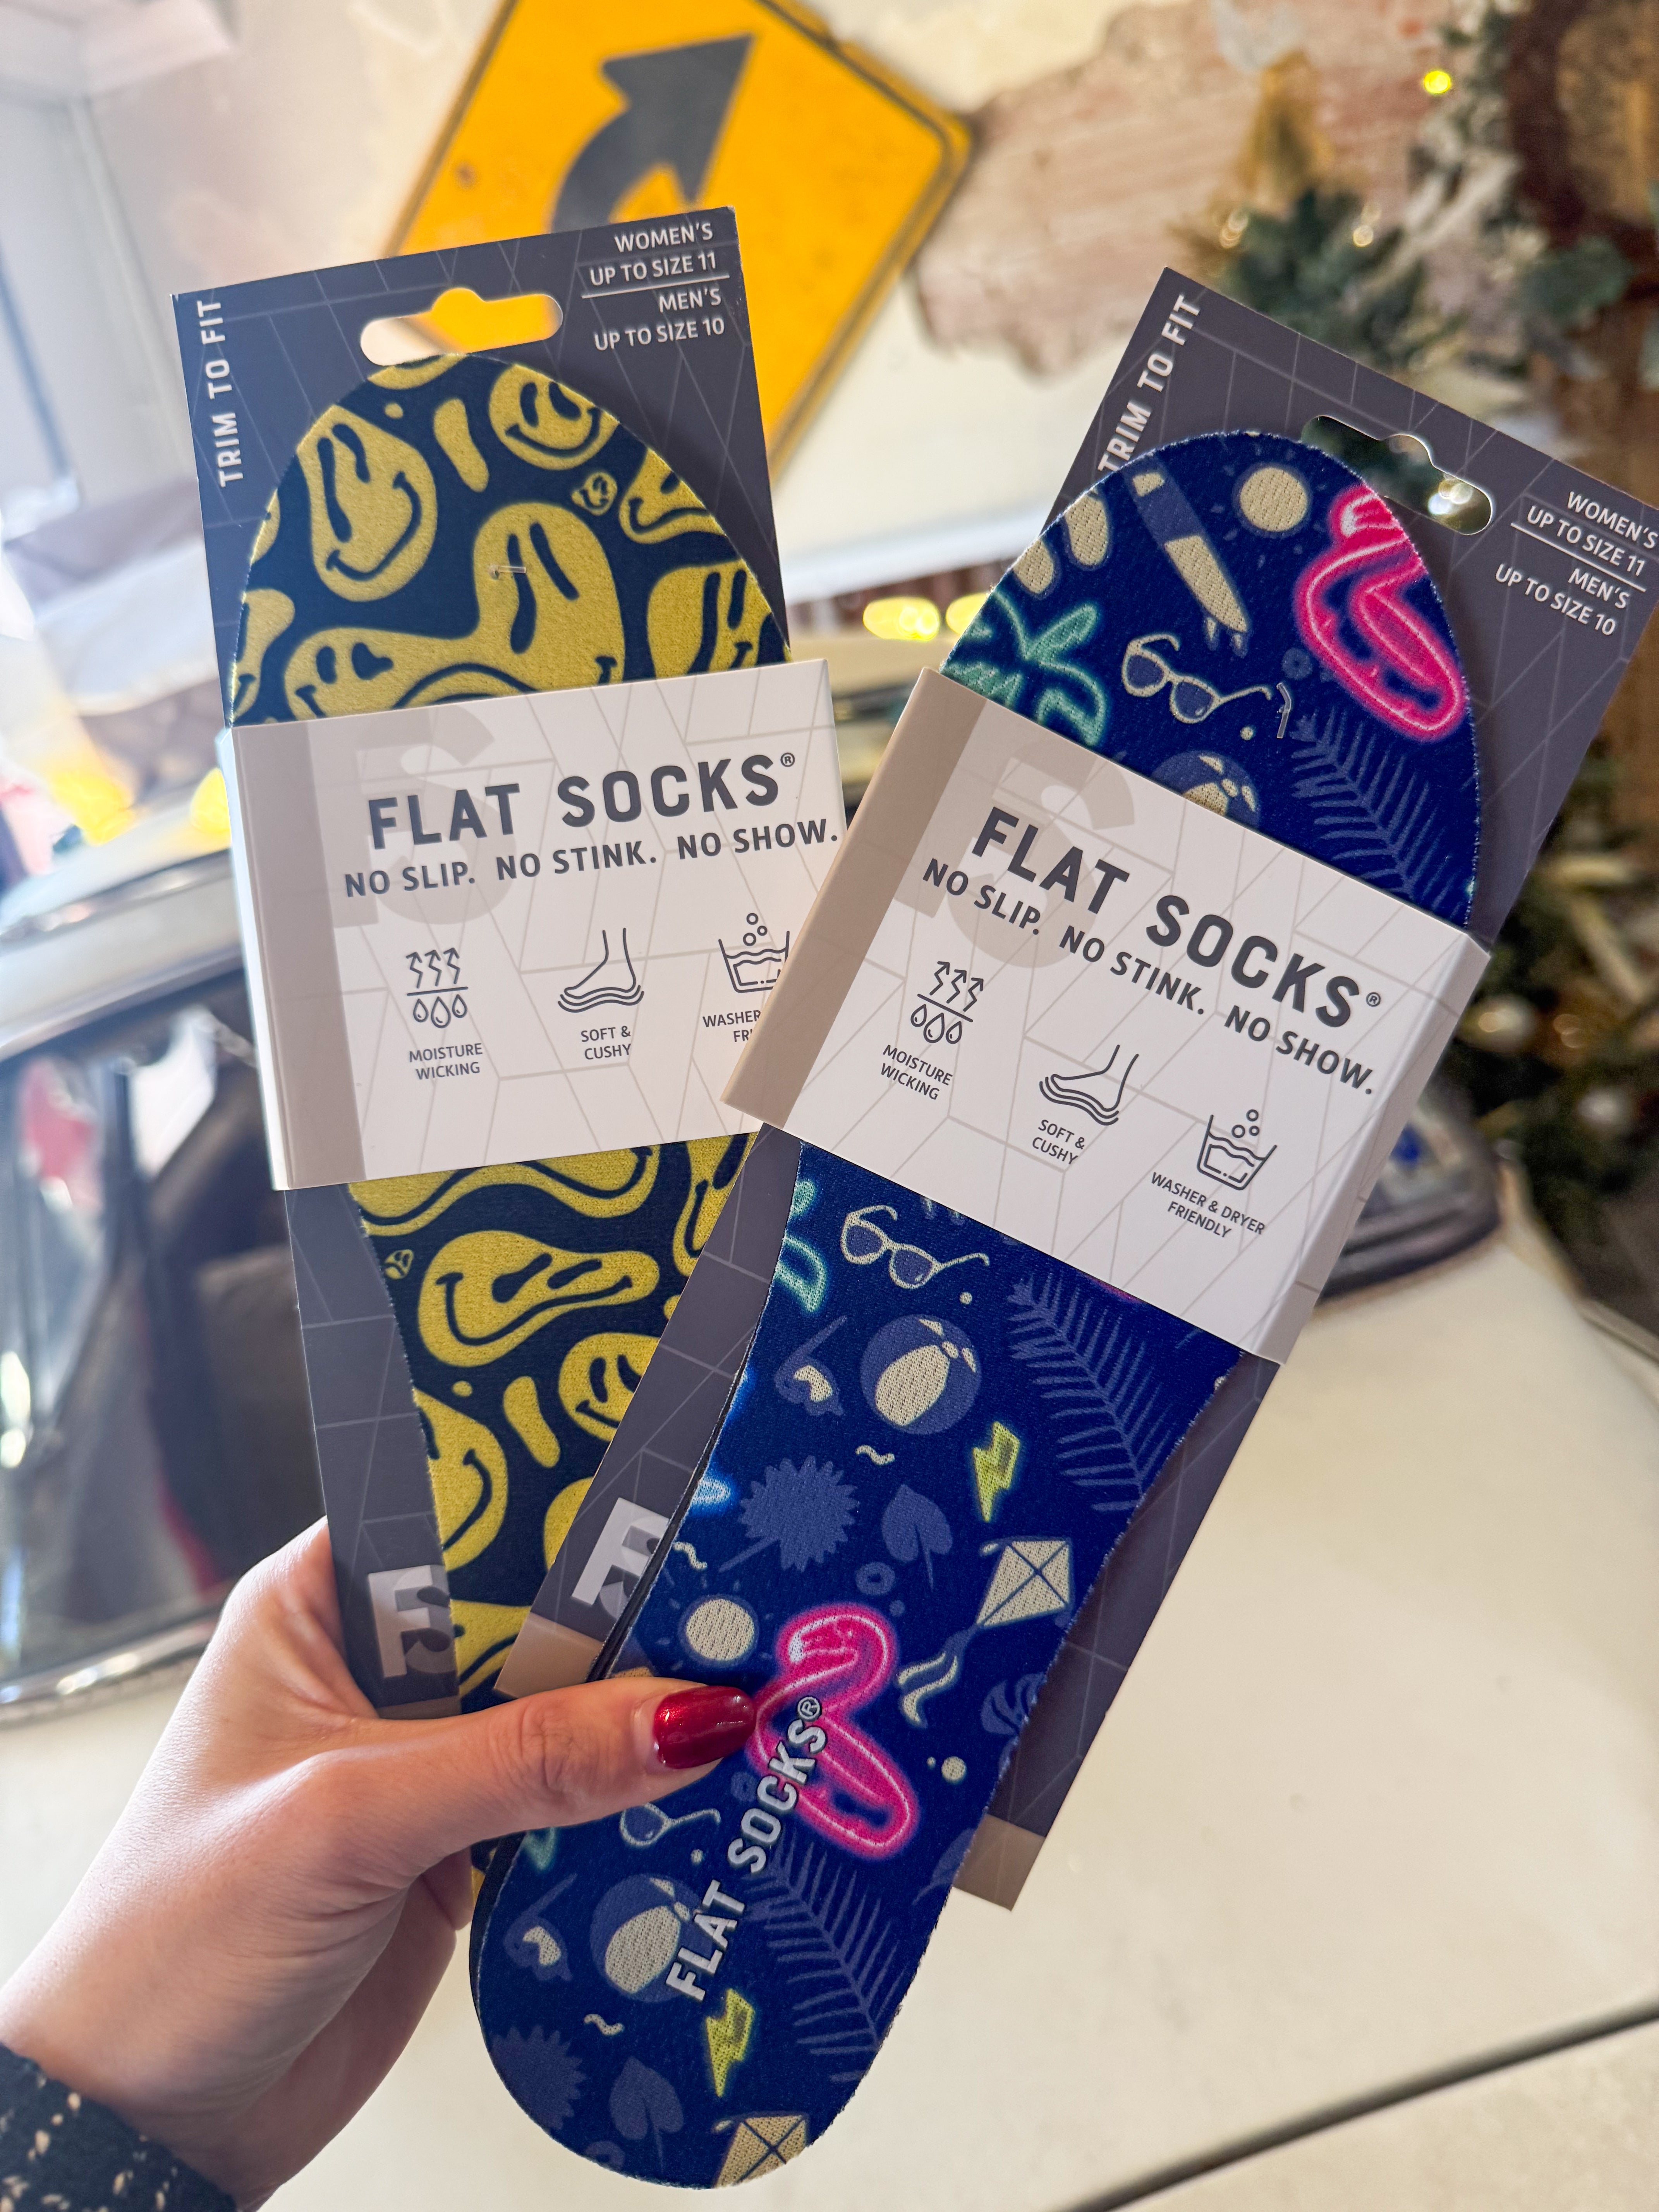 TRIM TO FIT
WOMEN'S
UP TO SIZE 11
MEN'S
UP TO SIZE 10
FLAT SOCKS®
NO SLIP. NO STINK. NO SHOW.
MOISTURE
WICKING
SOFT &
CUSHY
WASHER
TRIM TO FIT
WOMEN'S
UP TO SIZE 11
MEN'S
UP TO SIZE 10
FLAT SOCKS®
NO SLIP. NO STINK. NO SHOW.
MOISTURE
WICKING
SOFT &
CUSHY
WASHER & DRYER
FRIENDLY
FLAT SOCKS®